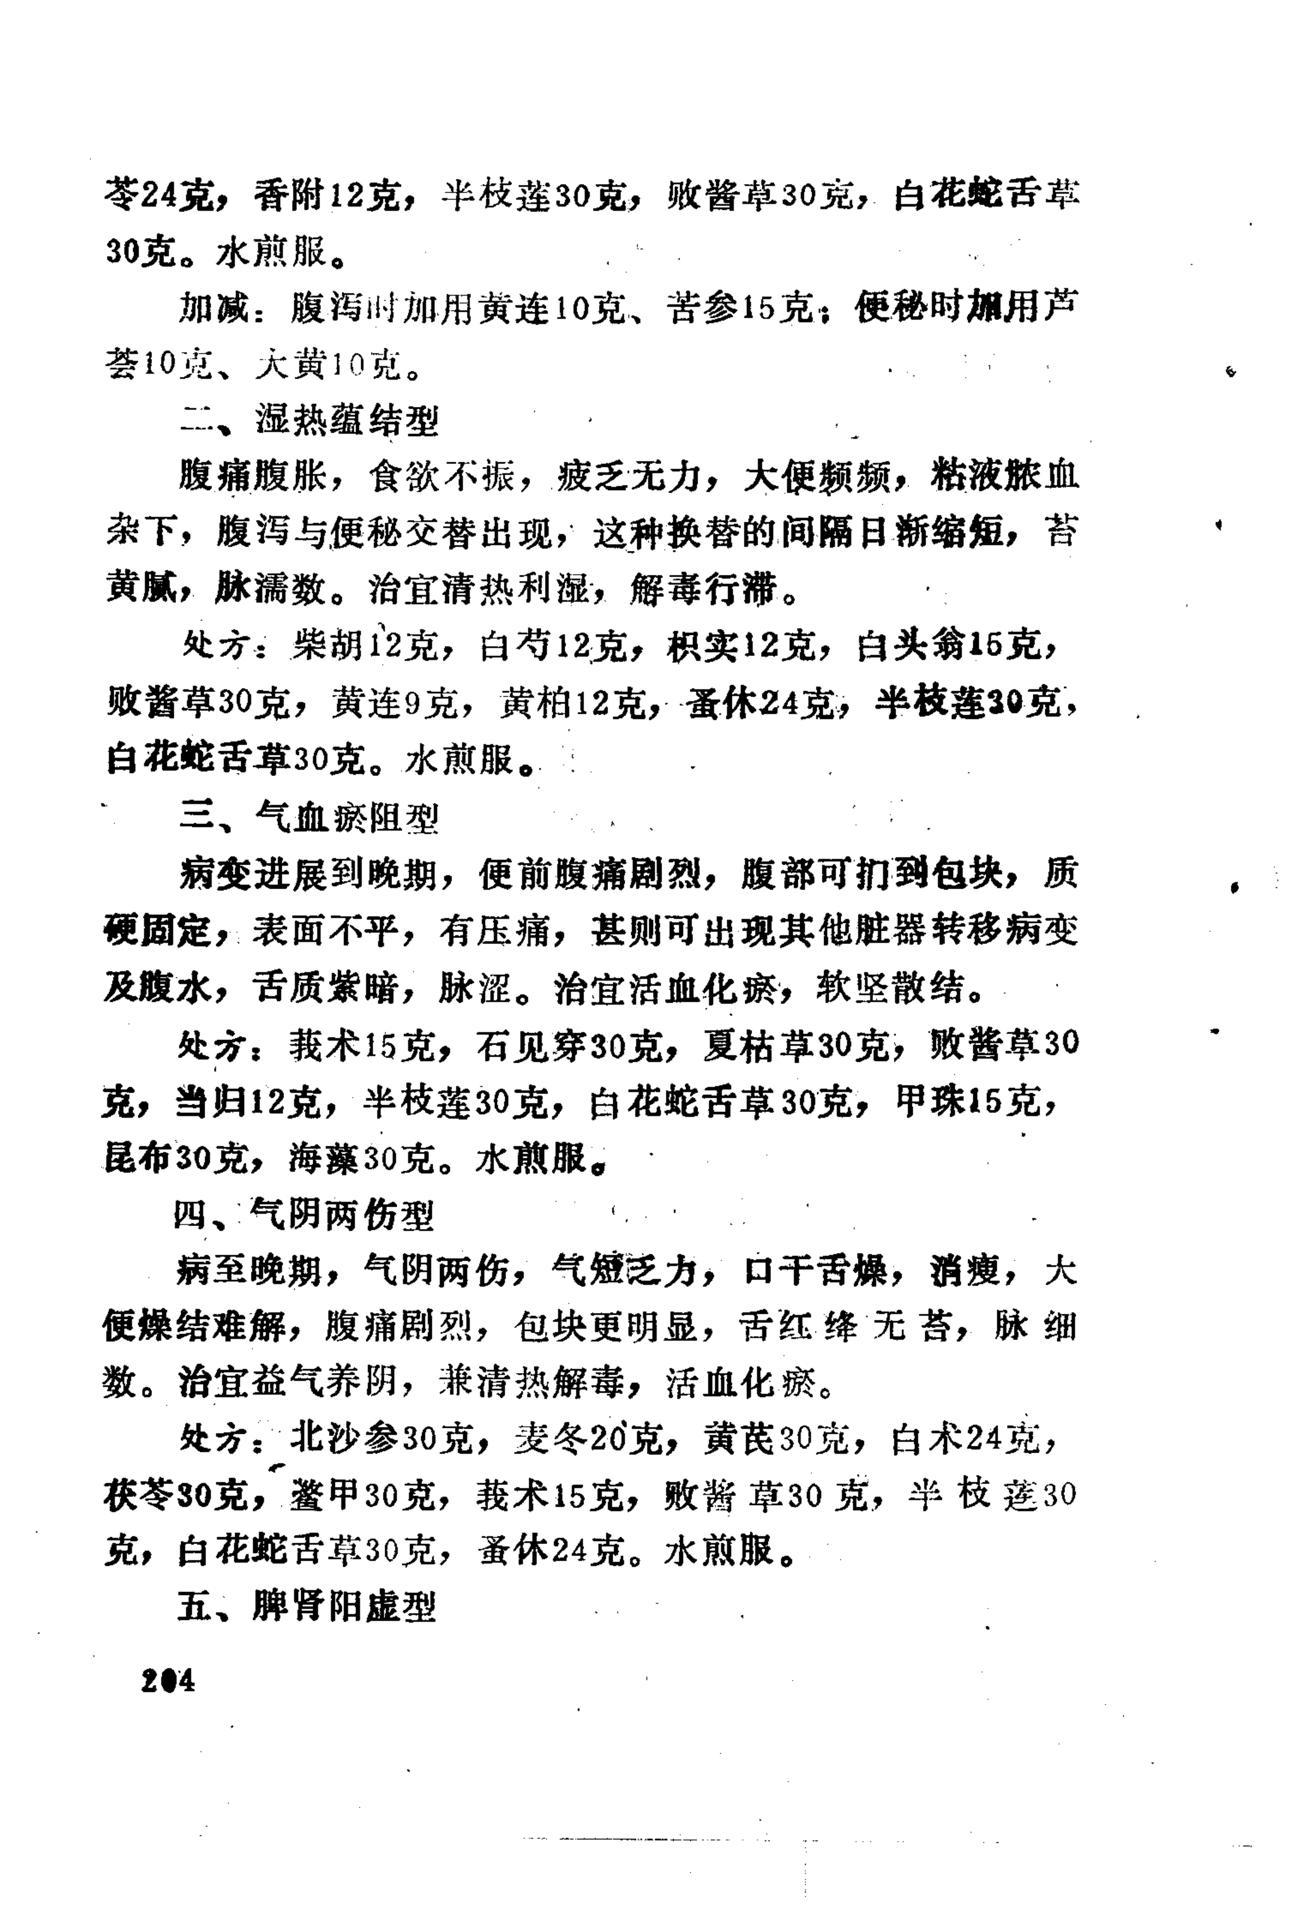 苓24克，香附12克，半枝莲30克，败酱草30克，白花蛇舌草
30克。水煎服。
加减：腹泻时加用黄连10克、苦参15克；便秘时加用芦
荟10克、大黄10克。
二、湿热蕴结型
腹痛腹胀，食欲不振，疲乏无力，大便频频，粘液脓血
杂下，腹泻与便秘交替出现，这种换替的间隔日渐缩短，苔
黄腻，脉濡数。治宜清热利湿，解毒行滞。
处方：柴胡12克，白芍12克，枳实12克，白头翁15克，
败酱草30克，黄连9克，黄柏12克，蚤休24克，半枝莲30克，
白花蛇舌草30克。水煎服。
三、气血瘀阻型
病变进展到晚期，便前腹痛剧烈，腹部可扪到包块，质
硬固定，表面不平，有压痛，甚则可出现其他脏器转移病变
及腹水，舌质紫暗，脉涩。治宜活血化瘀，软坚散结。
处方：莪术15克，石见穿30克，夏枯草30克，败酱草30
克，当归12克，半枝莲30克，白花蛇舌草30克，甲珠15克，
昆布30克，海藻30克。水煎服。
四、气阴两伤型
病至晚期，气阴两伤，气短乏力，口干舌燥，消瘦，大
便燥结难解，腹痛剧烈，包块更明显，舌红绛无苔，脉细
数。治宜益气养阴，兼清热解毒，活血化瘀。
处方：北沙参30克，麦冬20克，黄芪30克，白术24克，
茯苓30克，鳖甲30克，莪术15克，败酱草30克，半枝莲30
克，白花蛇舌草30克，蚤休24克。水煎服。
五、脾肾阳虚型
204